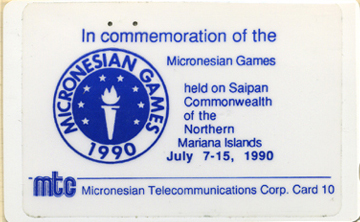 In commemoration of the
Micronesian Games
held on Saipan
Commonwealth
of the
Northern
Mariana Islands
July 7-15, 1990
MICRONESIAN GAMES
1990
mtc Micronesian Telecommunications Corp. Card 10